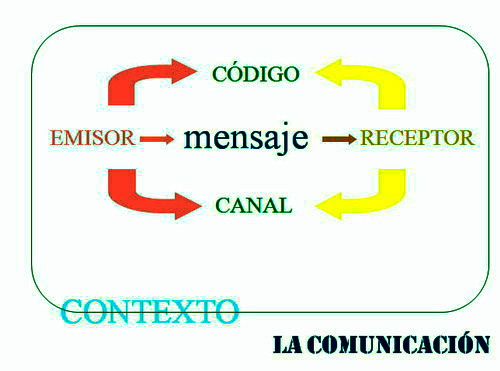 CÓDIGO
EMISOR mensaje RECEPTOR
CANAL
CONTEXTO
LA COMUNICACIÓN